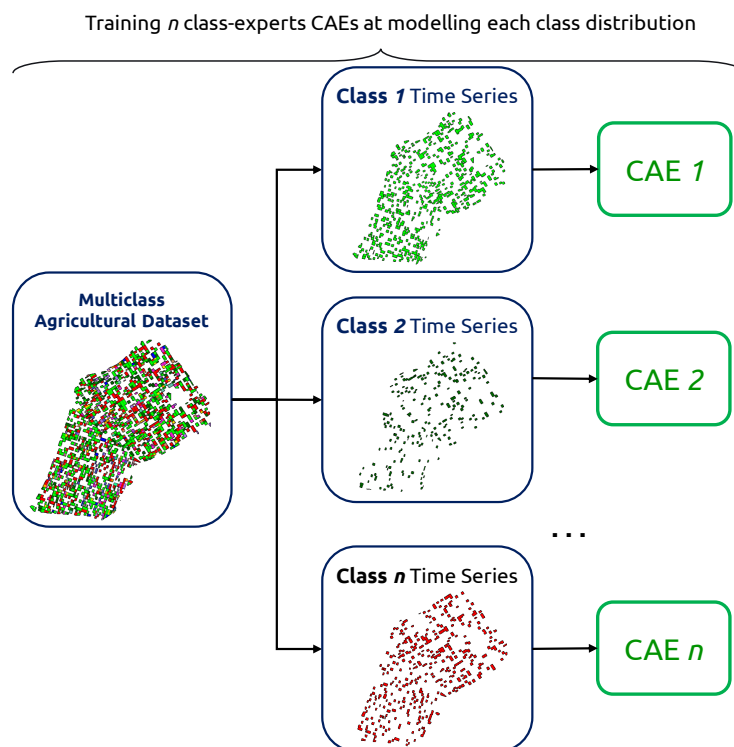 Training n class-experts CAEs at modelling each class distribution
Class 1 Time Series
CAE 1
Multiclass
Agricultural Dataset
Class 2 Time Series
CAE 2
...
Class n Time Series
CAE n